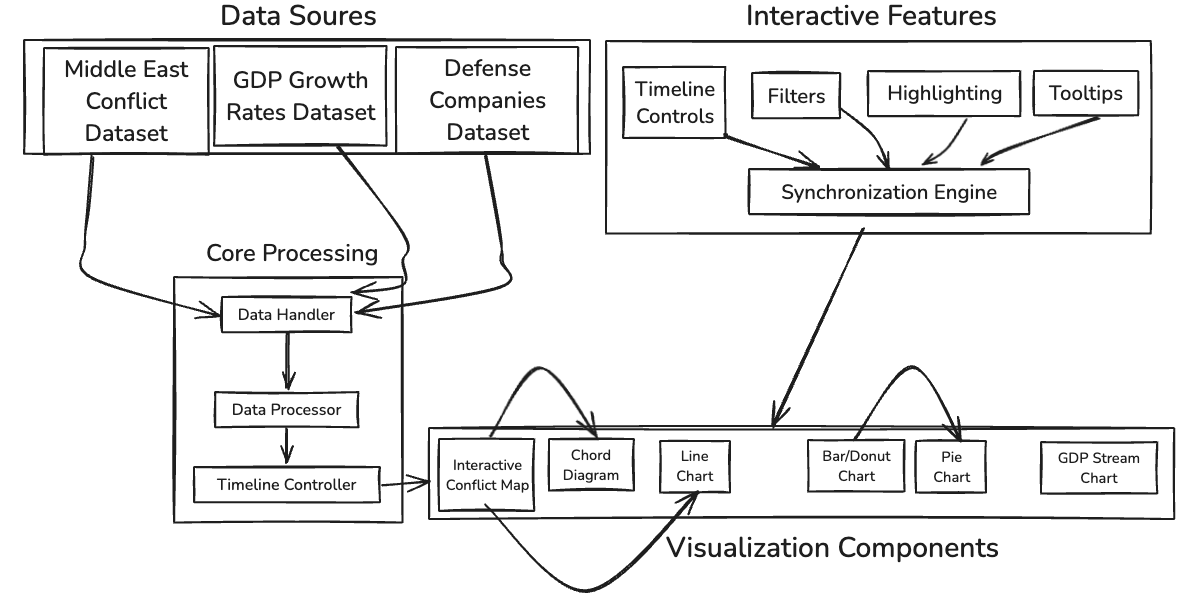 Data Soures
Middle East
Conflict
Dataset
GDP Growth
Rates Dataset
Defense
Companies
Dataset
Interactive Features
Timeline
Controls
Filters
Highlighting
Tooltips
Synchronization Engine
Core Processing
Data Handler
Data Processor
Timeline Controller
Interactive
Conflict Map
Chord
Diagram
Line
Chart
Bar/Donut
Chart
Pie
Chart
GDP Stream
Chart
Visualization Components